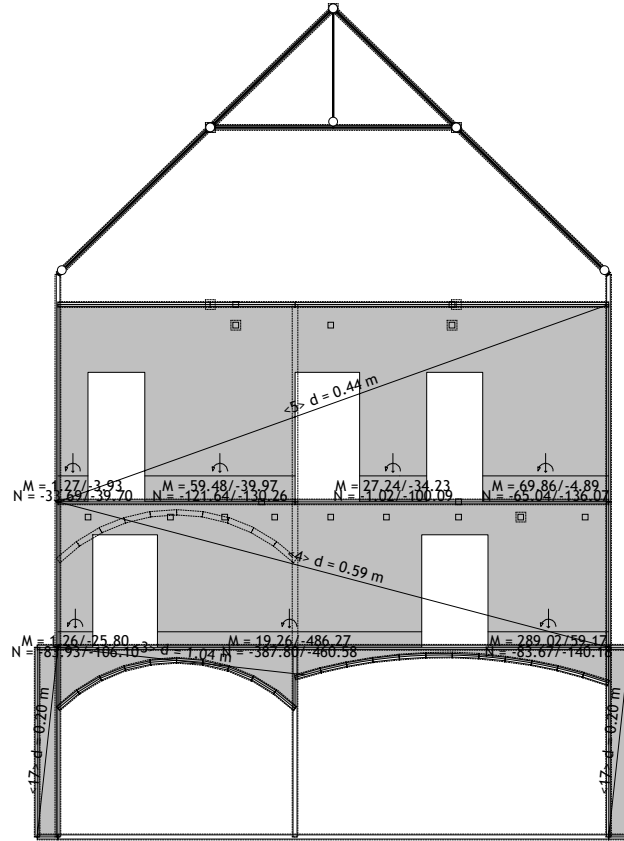 <5> d = 0.44 m
M = 1.27/-3.93
N = -33.69/-39.70
M = 59.48/-39.97
N = -121.64/-130.26
M = 27.24/-34.23
N = -1.02/-100.09
M = 69.86/-4.89
N = -65.04/-136.07
<4> d = 0.59 m
M = 1.26/-25.80
N = -83.93/-106.10
<3> d = 1.04 m
M = 19.26/-486.27
N = -387.80/-460.58
M = 289.02/59.17
N = -83.67/-140.18
<17> d = 0.20 m
<17> d = 0.20 m